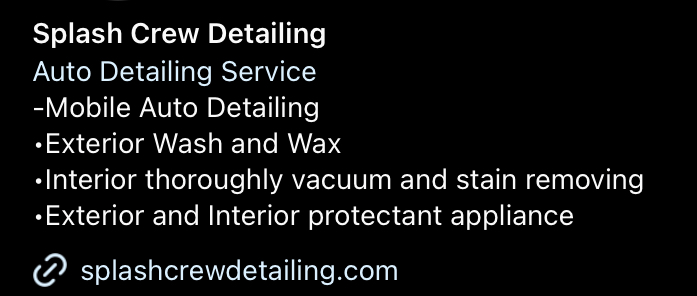 Splash Crew Detailing
Auto Detailing Service
-Mobile Auto Detailing
•Exterior Wash and Wax
•Interior thoroughly vacuum and stain removing
•Exterior and Interior protectant appliance
splashcrewdetailing.com